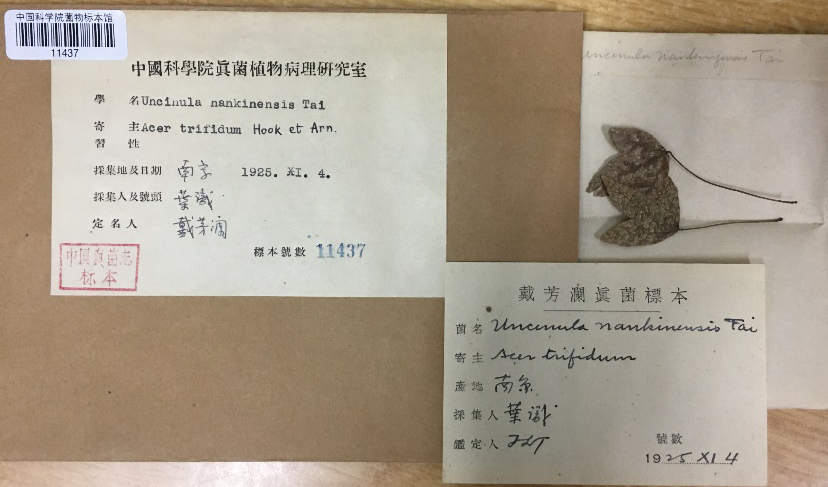 中国科学院菌物标本馆
11437
中國科學院眞菌植物病理研究室
學 名 Uncinula nankinensis Tai
寄 主 Acer trifidum Hook et Arn.
習 性
採集地及日期 南京 1925. XI. 4.
採集人及號頭 葉
定名人 戴芳瀾
標本號數 11437
中国真菌志
标本
Uncinula nankinensis Tai
戴芳瀾眞菌標本
菌名 Uncinula nankinensis Tai
寄主 Acer trifidum
產地 南京
採集人 葉
鑑定人
號數
1925 XI 4